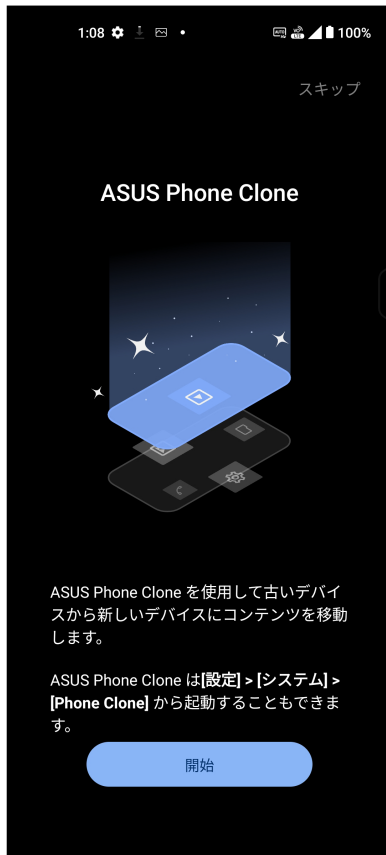 1:08 100%
スキップ
ASUS Phone Clone
ASUS Phone Clone を使用して古いデバイ
スから新しいデバイスにコンテンツを移動
します。
ASUS Phone Clone は[設定] > [システム] >
[Phone Clone] から起動することもできま
す。
開始